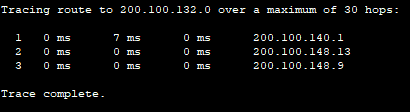 Tracing route to 200.100.132.0 over a maximum of 30 hops:
1 0 ms 7 ms 0 ms 200.100.140.1
2 0 ms 0 ms 0 ms 200.100.148.13
3 0 ms 0 ms 0 ms 200.100.148.9
Trace complete.